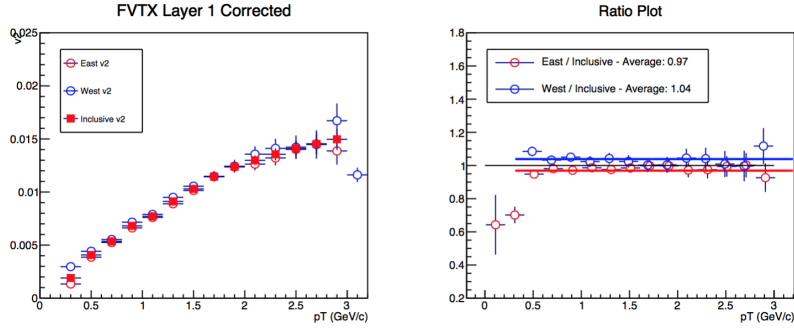 FVTX Layer 1 Corrected
v2
0.025
0.02
0.015
0.01
0.005
0
East v2
West v2
Inclusive v2
0 0.5 1 1.5 2 2.5 3
pT (GeV/c)
Ratio Plot
1.8
1.6
1.4
1.2
1
0.8
0.6
0.4
0.2
East / Inclusive - Average: 0.97
West / Inclusive - Average: 1.04
0 0.5 1 1.5 2 2.5 3
pT (GeV/c)